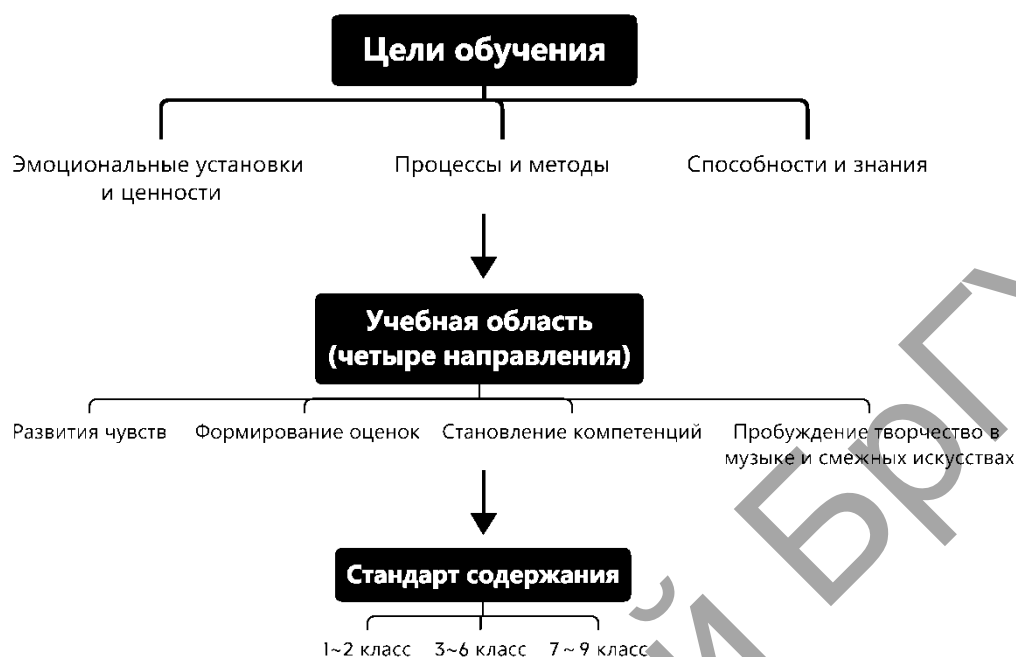 Цели обучения
Эмоциональные установки
и ценности
Процессы и методы
Способности и знания
Учебная область
(четыре направления)
Развития чувств
Формирование оценок
Становление компетенций
Пробуждение творчество в
музыке и смежных искусствах
Стандарт содержания
1~2 класс
3~6 класс
7~9 класс
й БрГУ